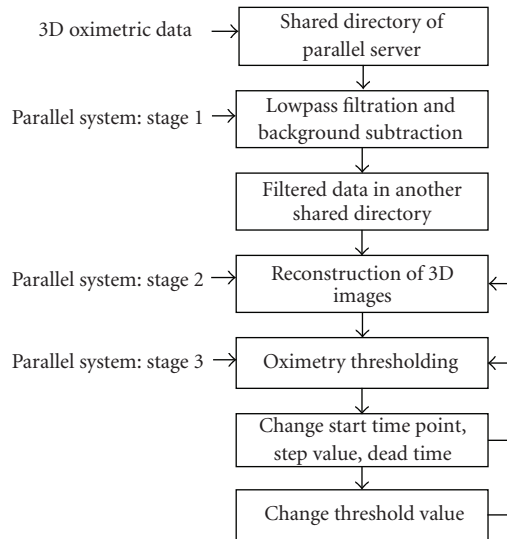 3D oximetric data
Shared directory of
parallel server
Parallel system: stage 1
Lowpass filtration and
background subtraction
Filtered data in another
shared directory
Parallel system: stage 2
Reconstruction of 3D
images
Parallel system: stage 3
Oximetry thresholding
Change start time point,
step value, dead time
Change threshold value